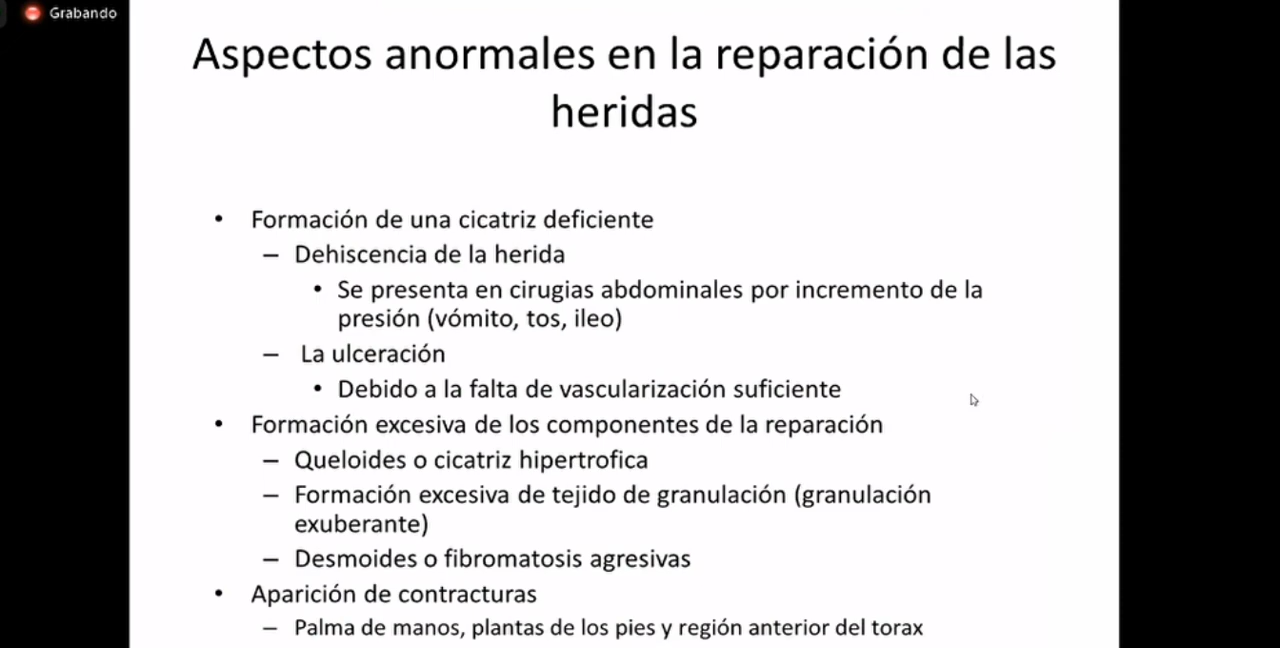 Grabando
Aspectos anormales en la reparación de las
heridas
• Formación de una cicatriz deficiente
– Dehiscencia de la herida
• Se presenta en cirugias abdominales por incremento de la
presión (vómito, tos, ileo)
– La ulceración
• Debido a la falta de vascularización suficiente
• Formación excesiva de los componentes de la reparación
– Queloides o cicatriz hipertrofica
– Formación excesiva de tejido de granulación (granulación
exuberante)
– Desmoides o fibromatosis agresivas
• Aparición de contracturas
– Palma de manos, plantas de los pies y región anterior del torax